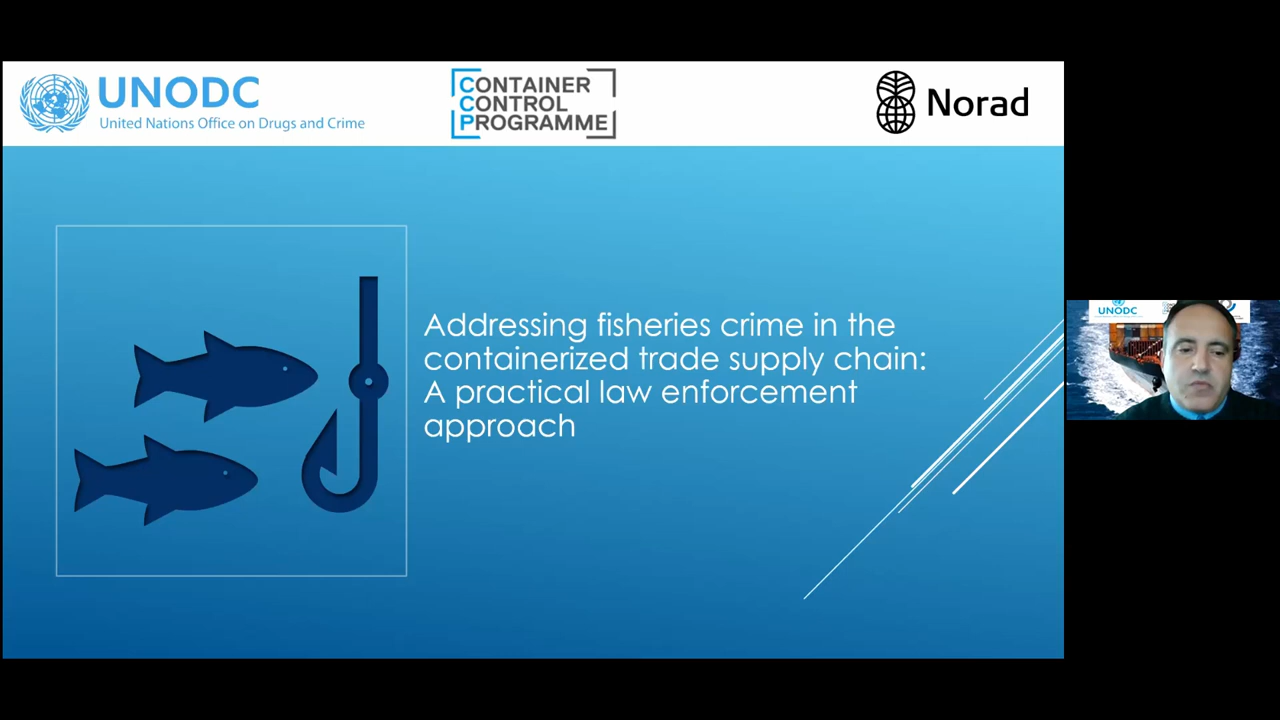 UNODC
United Nations Office on Drugs and Crime
CONTAINER
CONTROL
PROGRAMME
Norad
Addressing fisheries crime in the
containerized trade supply chain:
A practical law enforcement
approach
UNODC